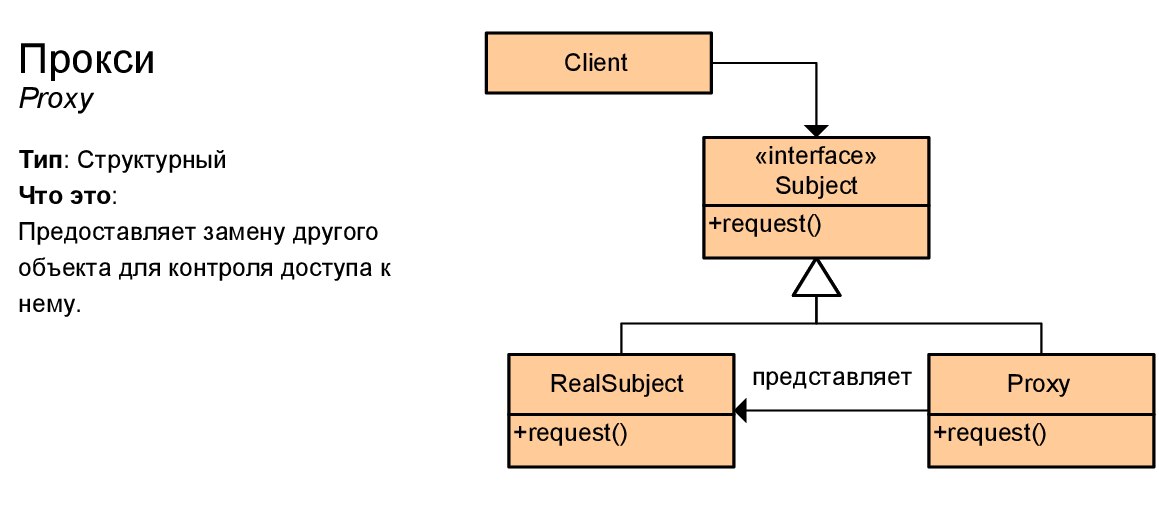 Прокси
Proxy
Тип: Структурный
Что это:
Предоставляет замену другого
объекта для контроля доступа к
нему.
Client
«interface»
Subject
+request()
RealSubject
+request()
представляет
Proxy
+request()